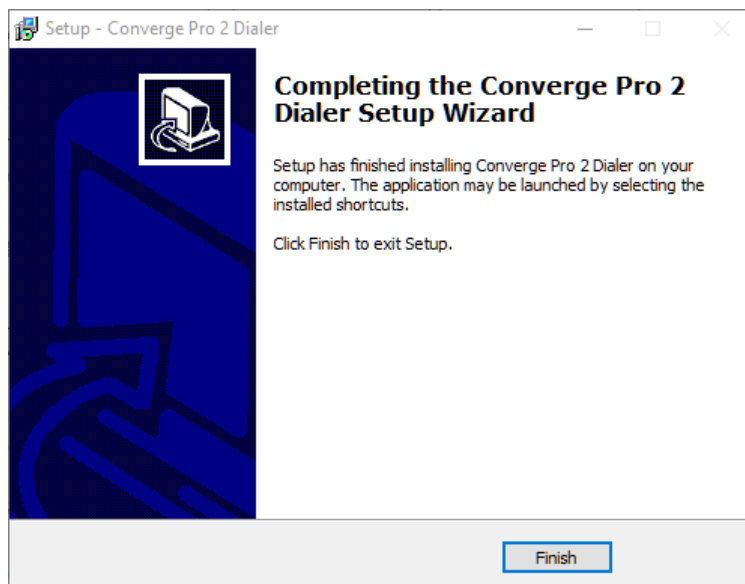 Setup - Converge Pro 2 Dialer
Completing the Converge Pro 2
Dialer Setup Wizard
Setup has finished installing Converge Pro 2 Dialer on your
computer. The application may be launched by selecting the
installed shortcuts.
Click Finish to exit Setup.
Finish